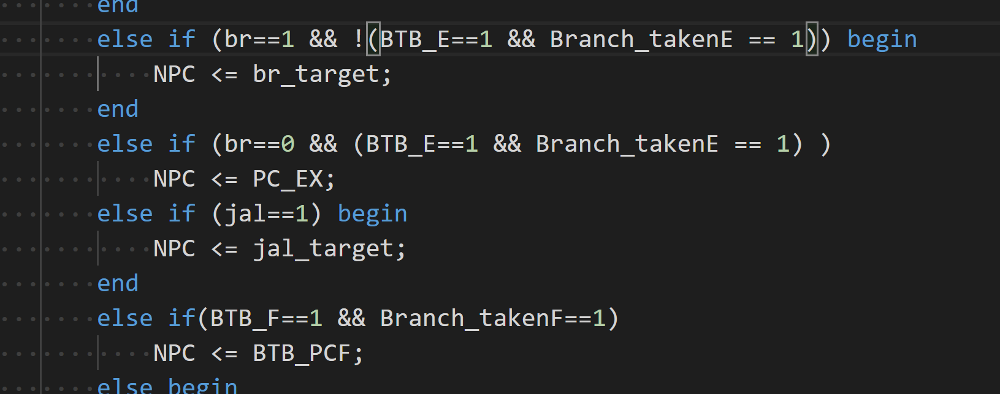 end
else if (br==1 && !(BTB_E==1 && Branch_takenE == 1)) begin
NPC <= br_target;
end
else if (br==0 && (BTB_E==1 && Branch_takenE == 1) )
NPC <= PC_EX;
else if (jal==1) begin
NPC <= jal_target;
end
else if(BTB_F==1 && Branch_takenF==1)
NPC <= BTB_PCF;
else begin